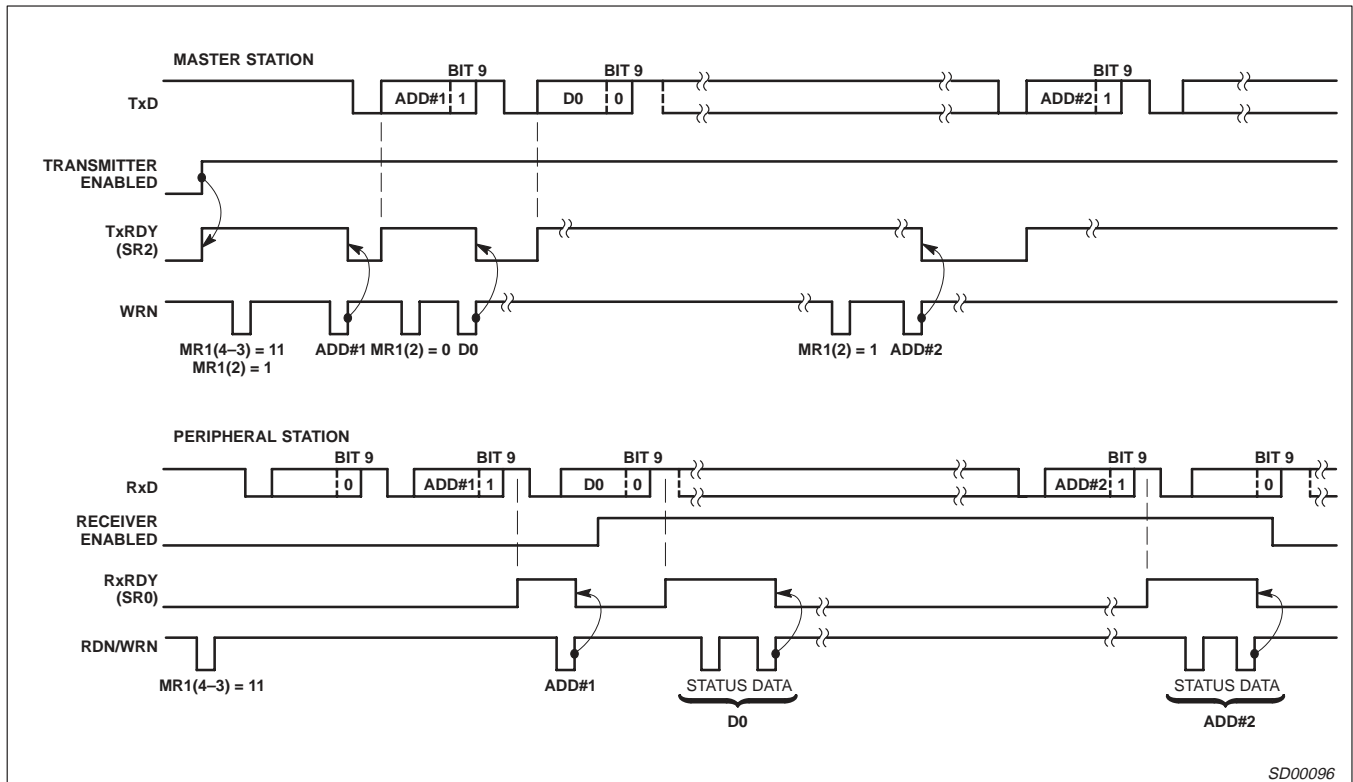 MASTER STATION
BIT 9 BIT 9 BIT 9
TxD ADD#1 1 D0 0 ADD#2 1
TRANSMITTER
ENABLED
TxRDY
(SR2)
WRN
MR1(4–3) = 11 ADD#1 MR1(2) = 0 D0 MR1(2) = 1 ADD#2
MR1(2) = 1
PERIPHERAL STATION
BIT 9 BIT 9 BIT 9 BIT 9 BIT 9
RxD 0 ADD#1 1 D0 0 ADD#2 1 0
RECEIVER
ENABLED
RxRDY
(SR0)
RDN/WRN
MR1(4–3) = 11 ADD#1 STATUS DATA STATUS DATA
D0 ADD#2
SD00096